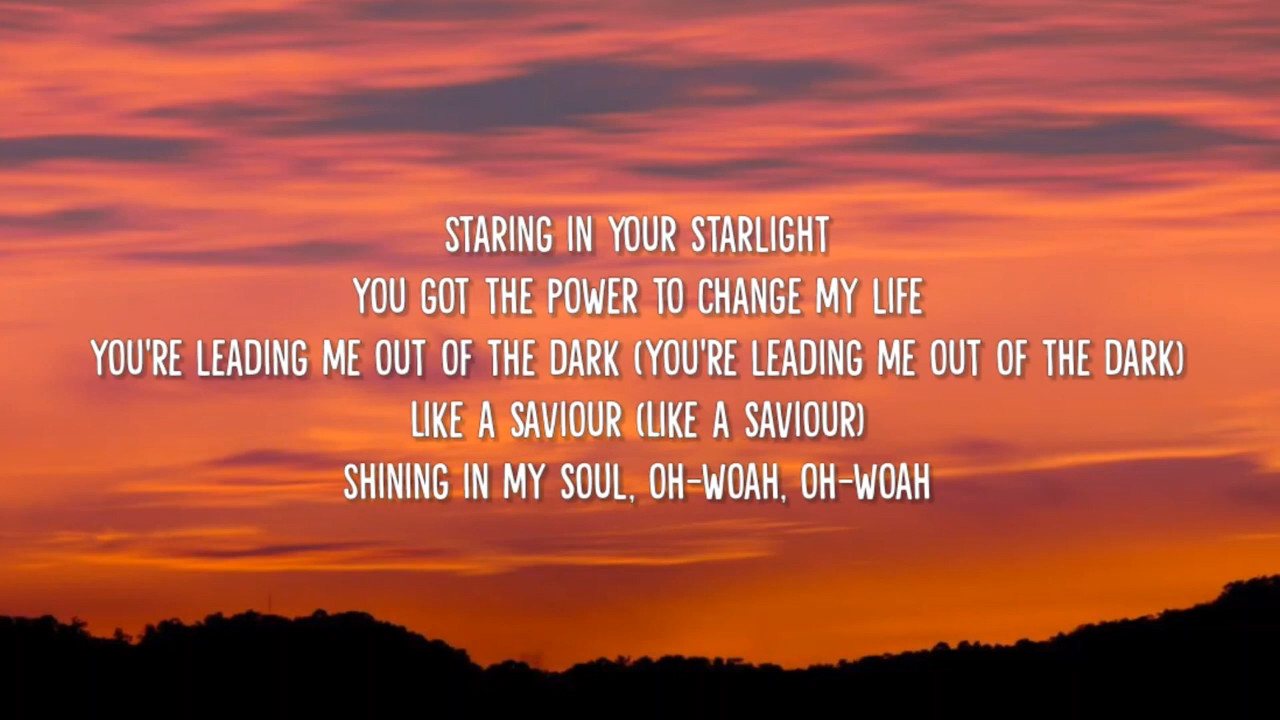 STARING IN YOUR STARLIGHT
YOU GOT THE POWER TO CHANGE MY LIFE
YOU'RE LEADING ME OUT OF THE DARK (YOU'RE LEADING ME OUT OF THE DARK)
LIKE A SAVIOUR (LIKE A SAVIOUR)
SHINING IN MY SOUL, OH-WOAH, OH-WOAH